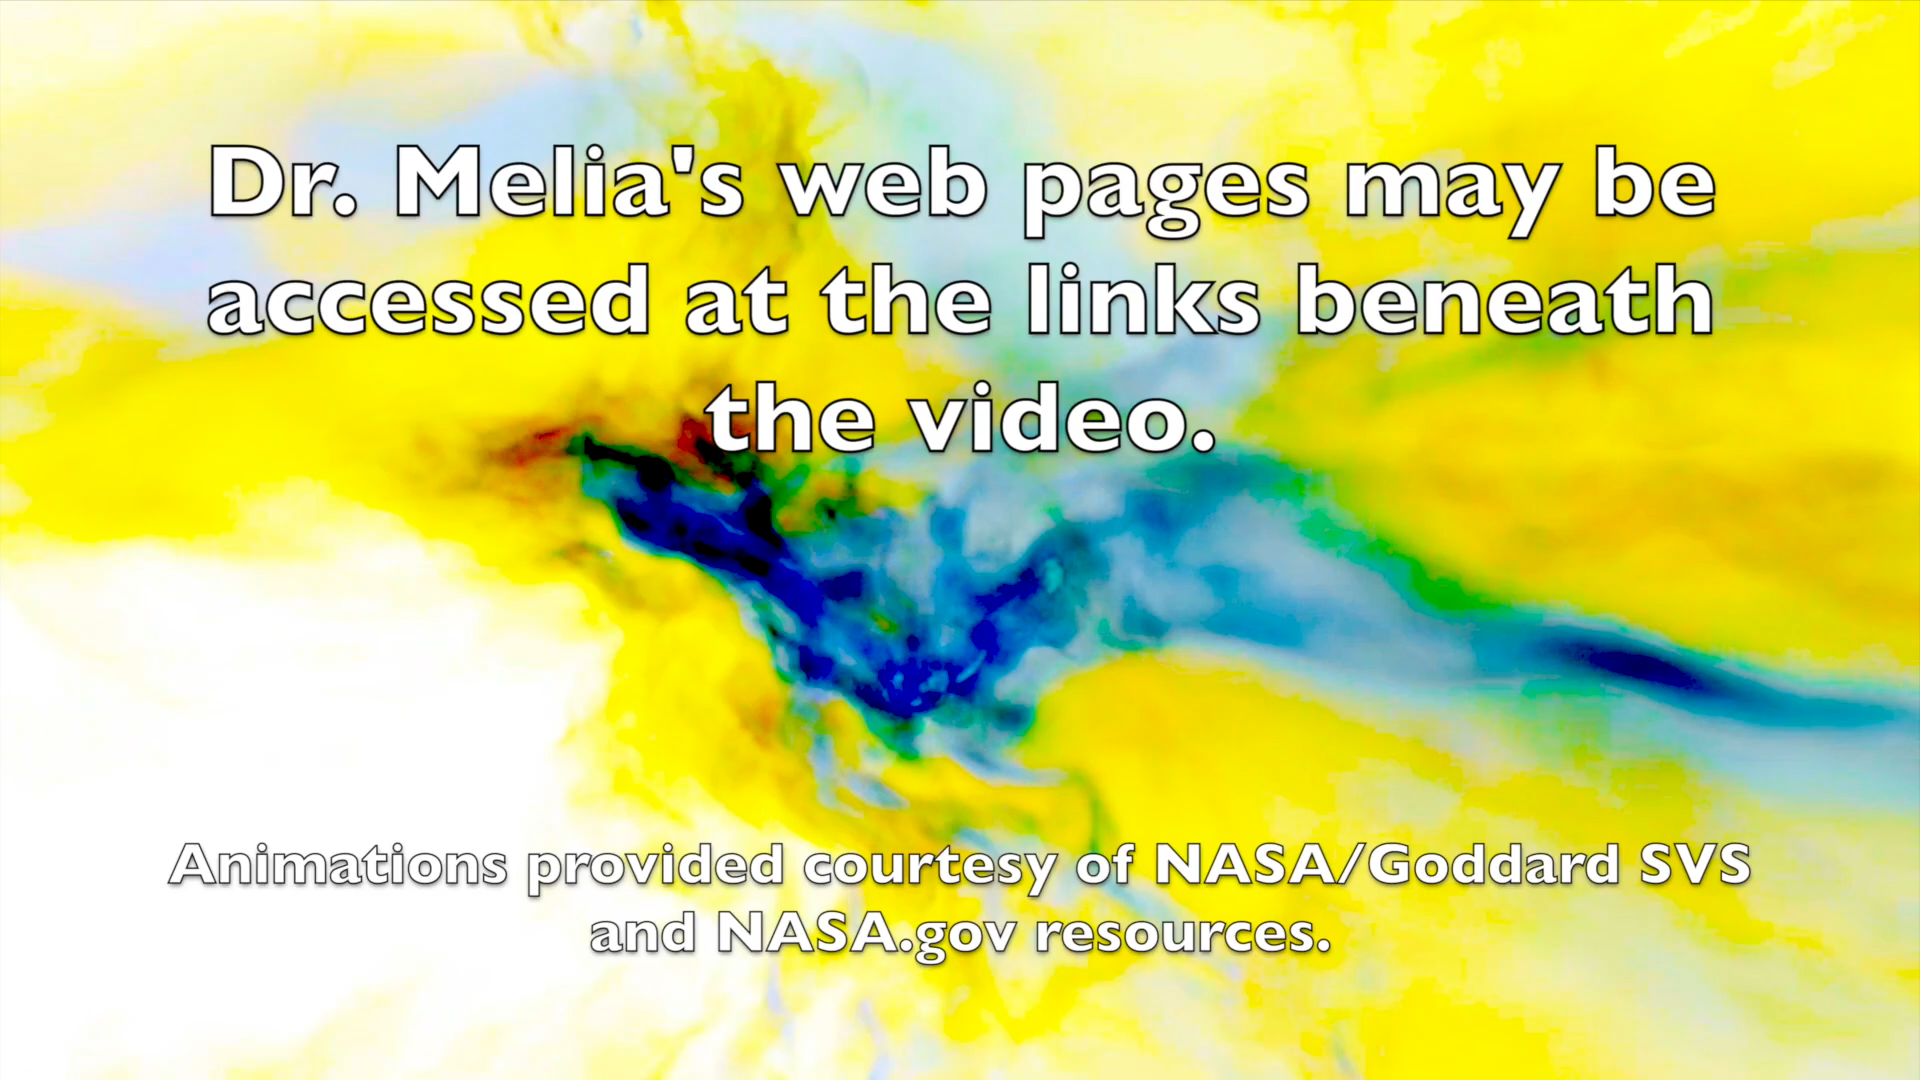 Dr. Melia's web pages may be
accessed at the links beneath
the video.
Animations provided courtesy of NASA/Goddard SVS
and NASA.gov resources.